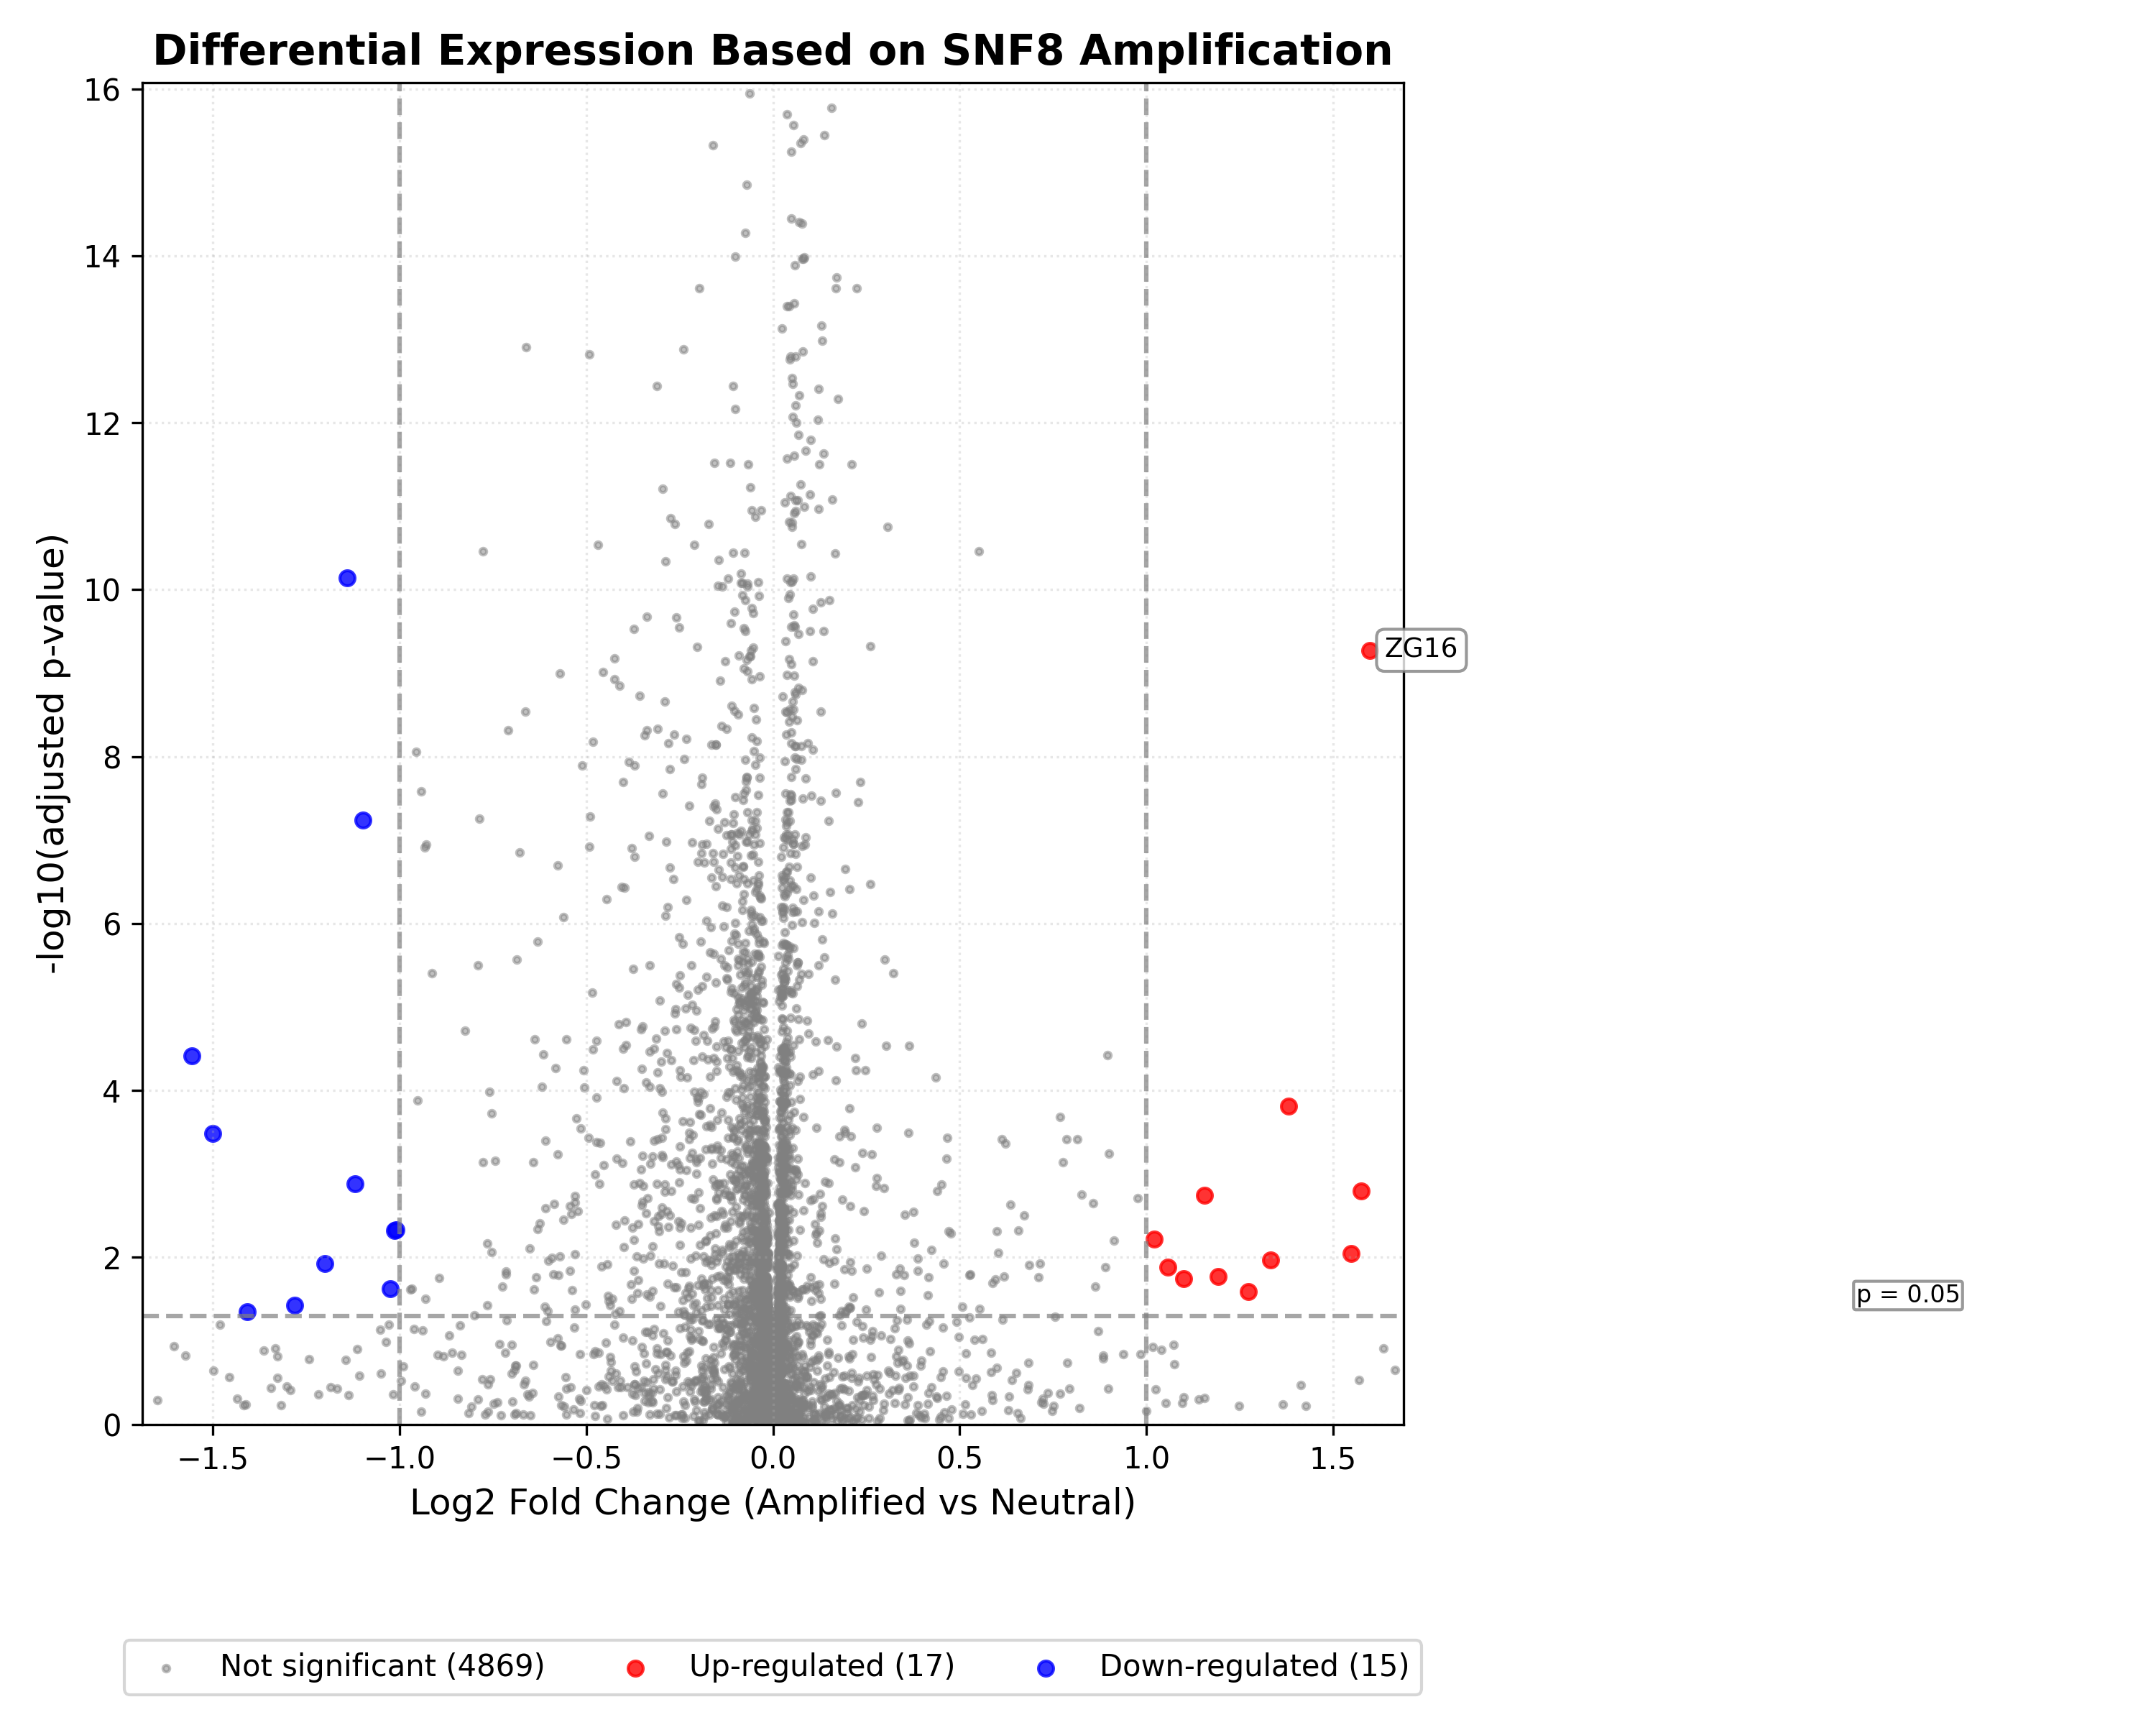 Differential Expression Based on SNF8 Amplification
-log10(adjusted p-value)
16
14
12
10
8
6
4
2
0
ZG16
p = 0.05
−1.5
−1.0
−0.5
0.0
0.5
1.0
1.5
Log2 Fold Change (Amplified vs Neutral)
Not significant (4869)
Up-regulated (17)
Down-regulated (15)